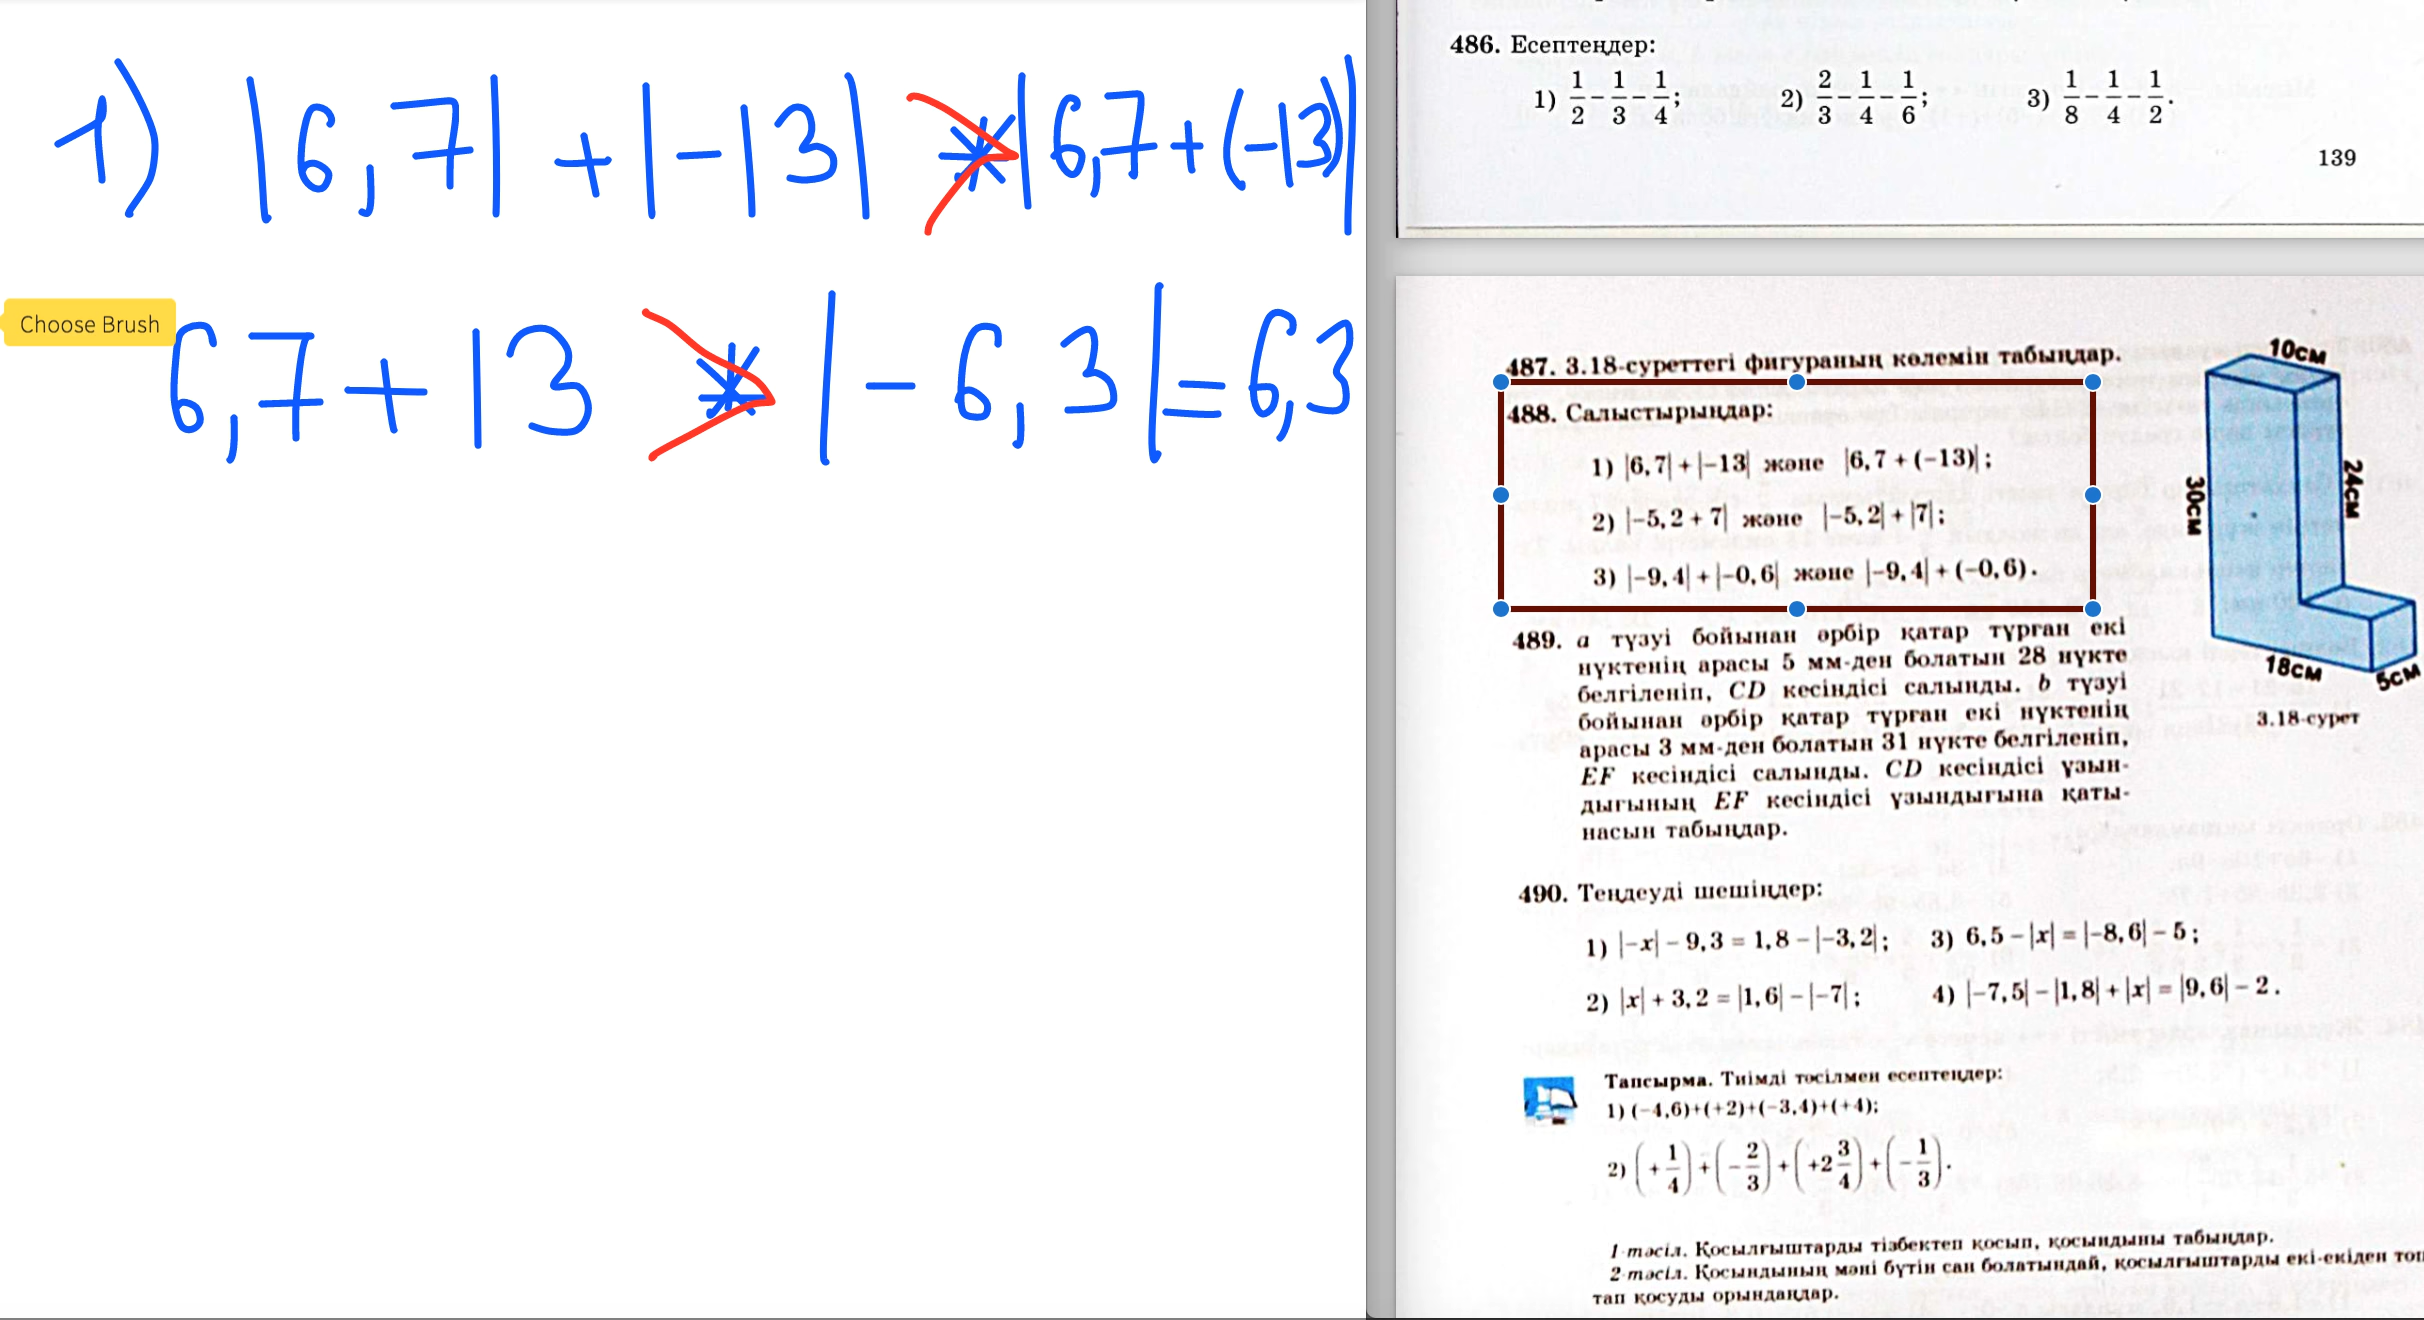 1) |6,7| + |-13| > * |6,7 + (-13)|
Choose Brush
6,7 + 13 > * |- 6,3| = 6,3
486. Есептеңдер:
1) 1/2 − 1/3 − 1/4; 2) 2/3 − 1/4 − 1/6; 3) 1/8 − 1/4 − 1/2.
139
487. 3.18-суреттегі фигураның көлемін табыңдар.
488. Салыстырыңдар:
1) |6,7| + |−13| және |6,7 + (−13)|;
2) |−5,2 + 7| және |−5,2| + |7|;
3) |−9,4| + |−0,6| және |−9,4| + (−0,6).
10см
30см
24см
18см
5см
3.18-сурет
489. a түзуі бойынан әрбір қатар тұрған екі
нүктенің арасы 5 мм-ден болатын 28 нүкте
белгіленіп, CD кесіндісі салынды. b түзуі
бойынан әрбір қатар тұрған екі нүктенің
арасы 3 мм-ден болатын 31 нүкте белгіленіп,
EF кесіндісі салынды. CD кесіндісі ұзын-
дығының EF кесіндісі ұзындығына қаты-
насын табыңдар.
490. Теңдеуді шешіңдер:
1) |−x| − 9,3 = 1,8 − |−3,2|; 3) 6,5 − |x| = |−8,6| − 5;
2) |x| + 3,2 = |1,6| − |−7|; 4) |−7,5| − |1,8| + |x| = |9,6| − 2.
Тапсырма. Тиімді тәсілмен есептеңдер:
1) (−4,6)+(+2)+(−3,4)+(+4);
2) (+1/4) + (−2/3) + (+2 3/4) + (−1/3).
1-тәсіл. Қосылғыштарды тізбектеп қосып, қосындыны табыңдар.
2-тәсіл. Қосындының мәні бүтін сан болатындай, қосылғыштарды екі-екіден топ
тап қосуды орындаңдар.